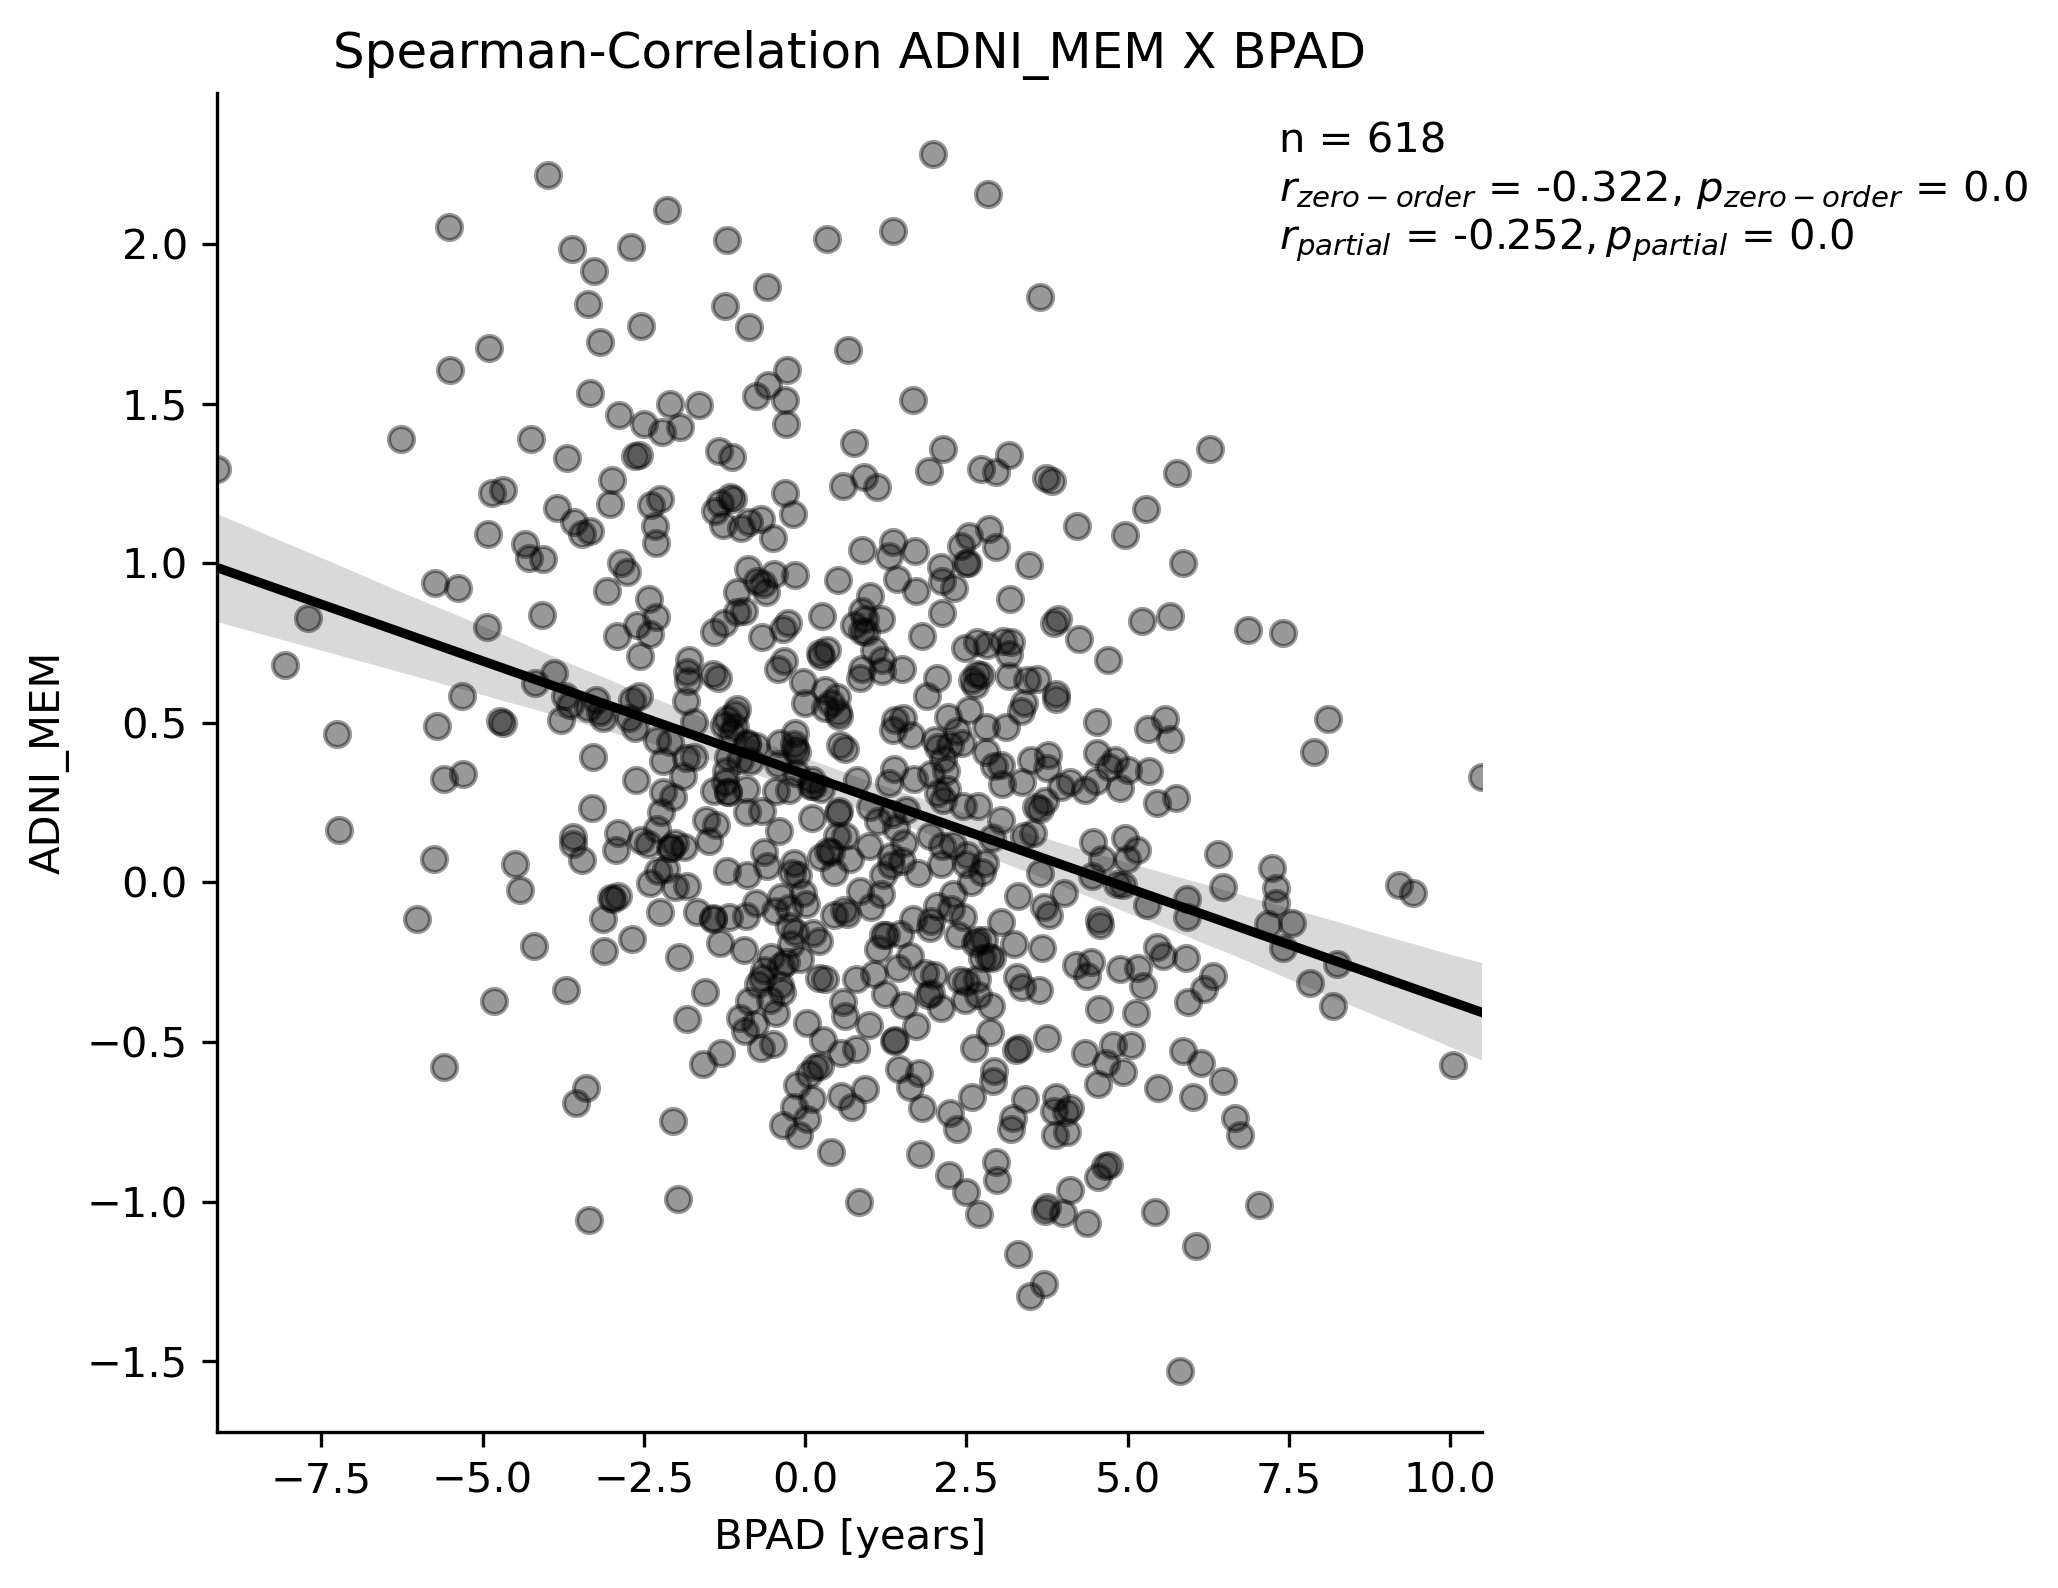 Spearman-Correlation ADNI_MEM X BPAD
n = 618
r_zero−order = -0.322, p_zero−order = 0.0
r_partial = -0.252, p_partial = 0.0
ADNI_MEM
2.0
1.5
1.0
0.5
0.0
−0.5
−1.0
−1.5
−7.5 −5.0 −2.5 0.0 2.5 5.0 7.5 10.0
BPAD [years]